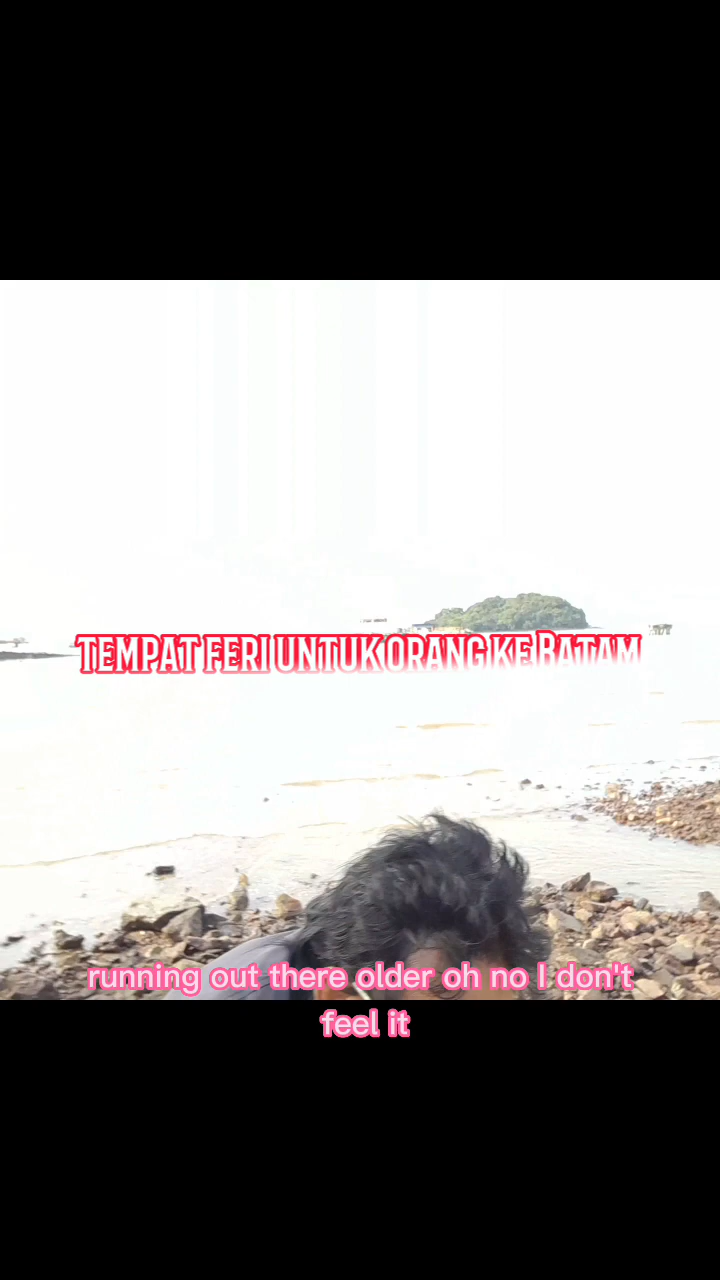 TEMPAT FERI UNTUK ORANG KE BATAM
running out there older oh no I don't
feel it